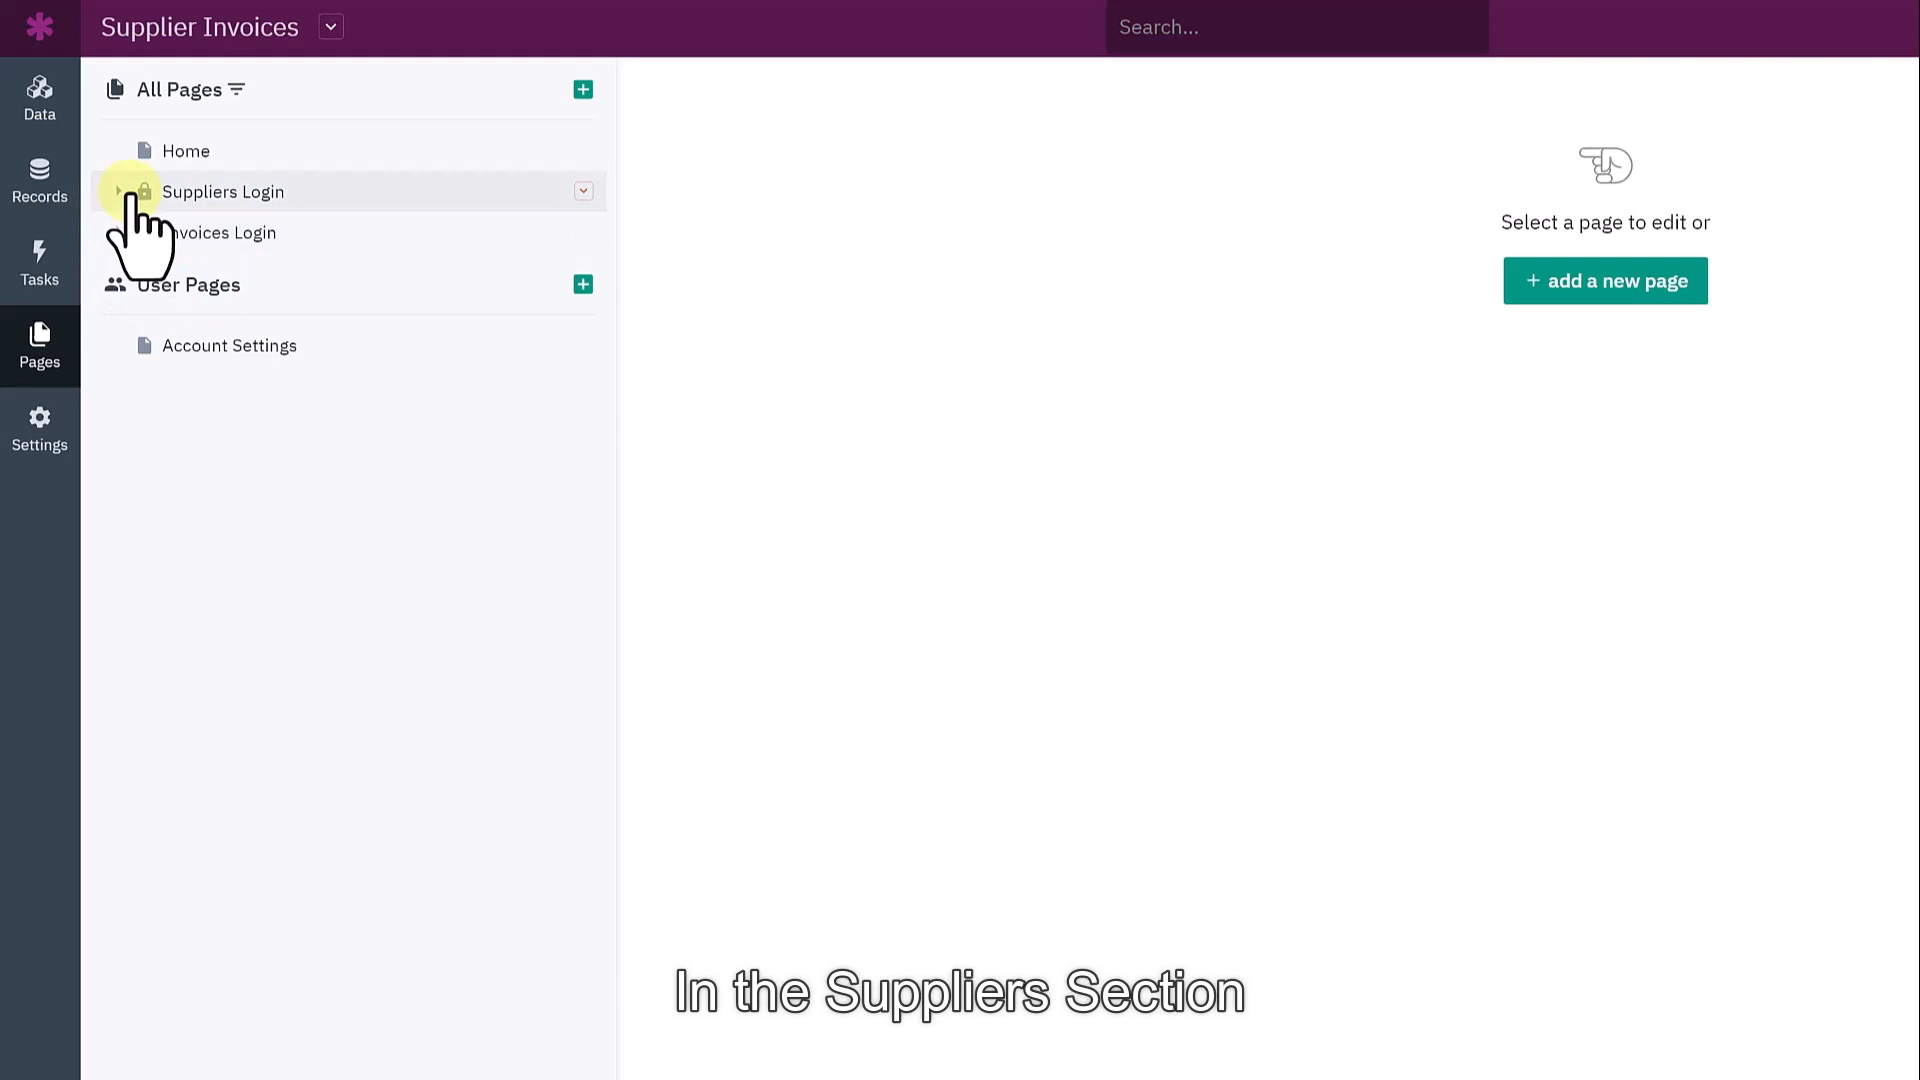 Supplier Invoices
Search...
Data
Records
Tasks
Pages
Settings
All Pages
Home
Suppliers Login
nvoices Login
User Pages
Account Settings
Select a page to edit or
+ add a new page
In the Suppliers Section